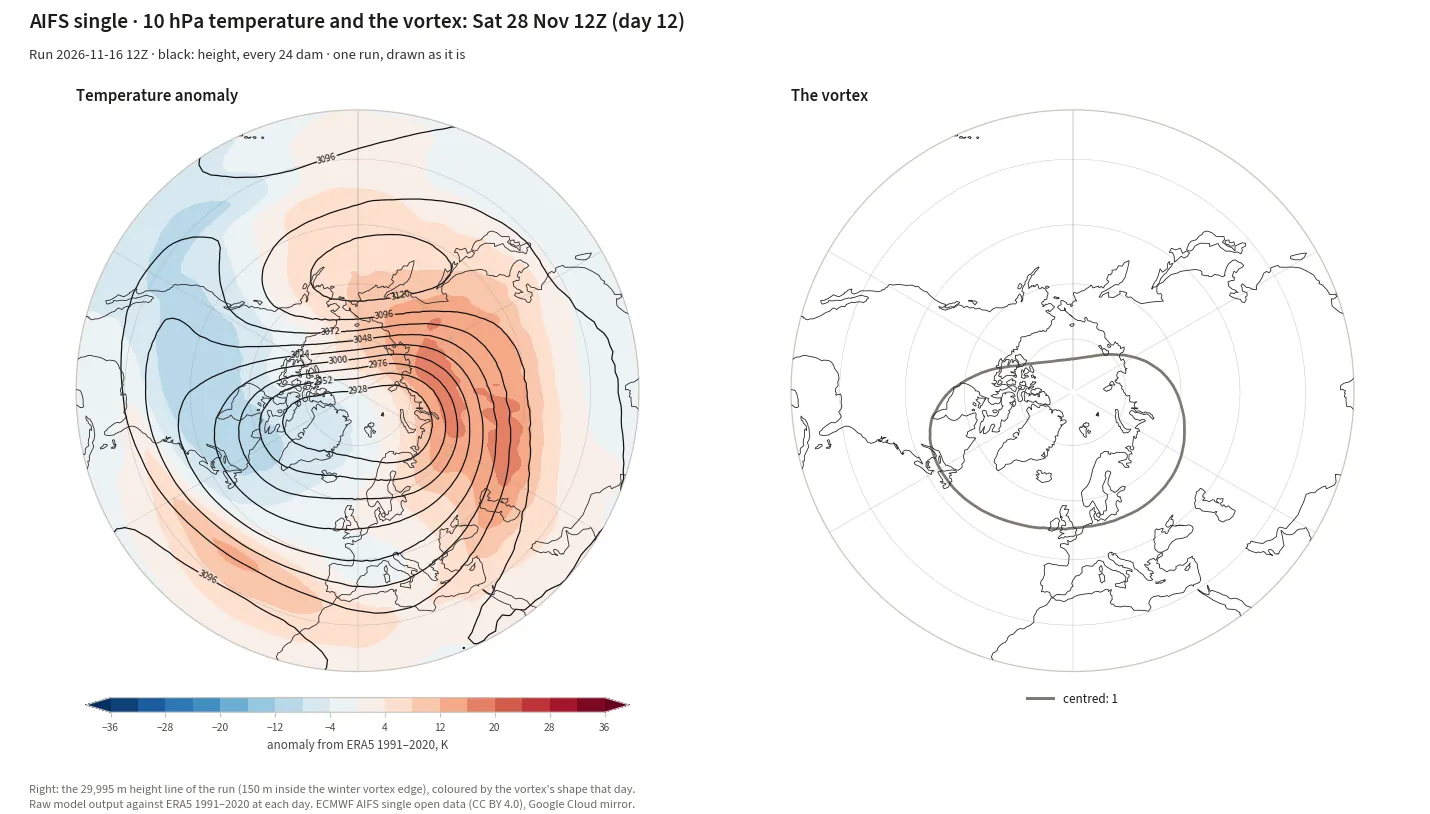 AIFS single · 10 hPa temperature and the vortex: Sat 28 Nov 12Z (day 12)
Run 2026-11-16 12Z · black: height, every 24 dam · one run, drawn as it is
Temperature anomaly
The vortex
3096
3120
3096
3072
3048
3024
3000
2976
2952
2928
3096
centred: 1
−36 −28 −20 −12 −4 4 12 20 28 36
anomaly from ERA5 1991–2020, K
Right: the 29,995 m height line of the run (150 m inside the winter vortex edge), coloured by the vortex's shape that day.
Raw model output against ERA5 1991–2020 at each day. ECMWF AIFS single open data (CC BY 4.0), Google Cloud mirror.